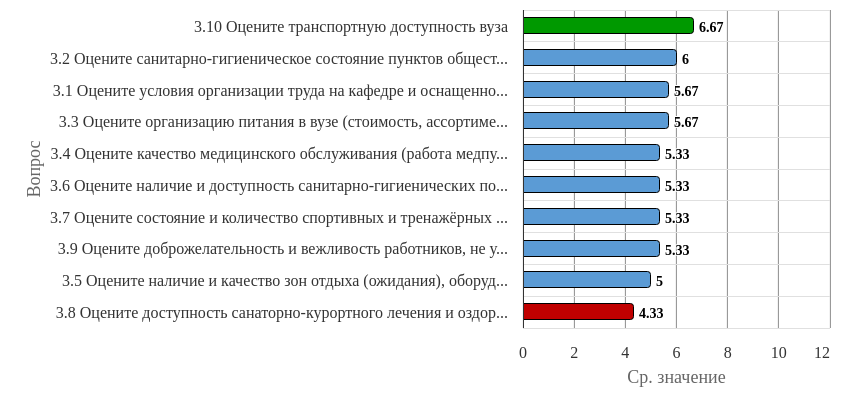 3.10 Оцените транспортную доступность вуза
6.67
3.2 Оцените санитарно-гигиеническое состояние пунктов общест...
6
3.1 Оцените условия организации труда на кафедре и оснащенно...
5.67
3.3 Оцените организацию питания в вузе (стоимость, ассортиме...
5.67
3.4 Оцените качество медицинского обслуживания (работа медпу...
5.33
3.6 Оцените наличие и доступность санитарно-гигиенических по...
5.33
3.7 Оцените состояние и количество спортивных и тренажёрных ...
5.33
3.9 Оцените доброжелательность и вежливость работников, не у...
5.33
3.5 Оцените наличие и качество зон отдыха (ожидания), оборуд...
5
3.8 Оцените доступность санаторно-курортного лечения и оздор...
4.33
Вопрос
0 2 4 6 8 10 12
Ср. значение